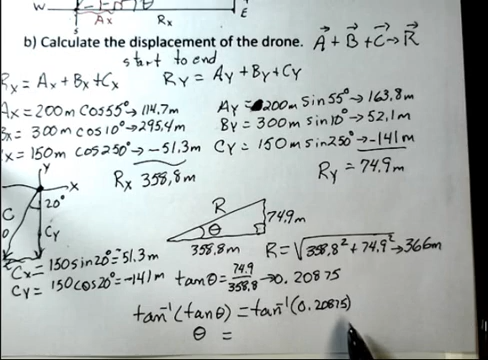 W
Ax
Rx
E
b) Calculate the displacement of the drone. A + B + C → R
start to end
Rx = Ax + Bx + Cx
Ry = Ay + By + Cy
Ax = 200m cos 55° → 114.7m
Ay = 200m sin 55° → 163.8m
Bx = 300m cos 10° → 295.4m
By = 300m sin 10° → 52.1m
Cx = 150m cos 250° → -51.3m
Cy = 150m sin 250° → -141m
Rx 358.8m
Ry = 74.9m
y
x
20°
C
Cy
R
θ
74.9m
358.8m
R = √358.8² + 74.9² → 366m
Cx = 150 sin 20° = -51.3m
Cy = 150 cos 20° = -141m
tanθ = 74.9/358.8 → 0.20875
tan⁻¹(tanθ) = tan⁻¹(0.20875)
θ =